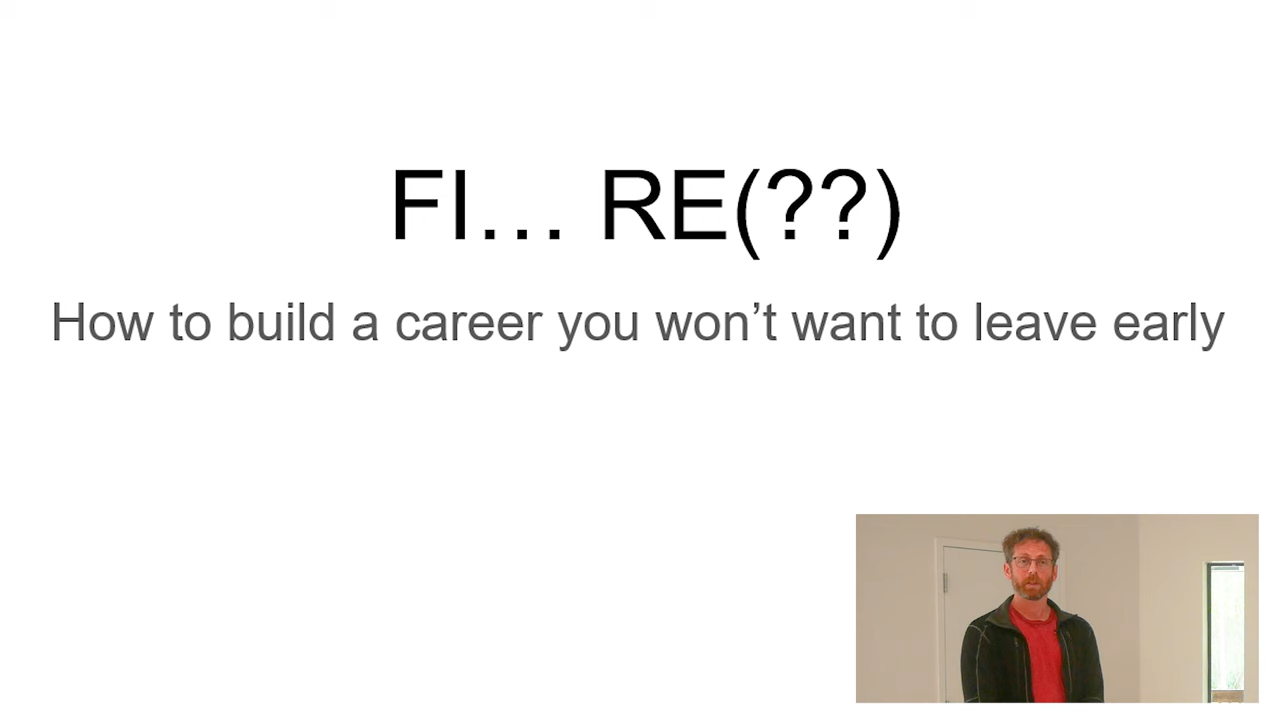 FI… RE(??)
How to build a career you won’t want to leave early